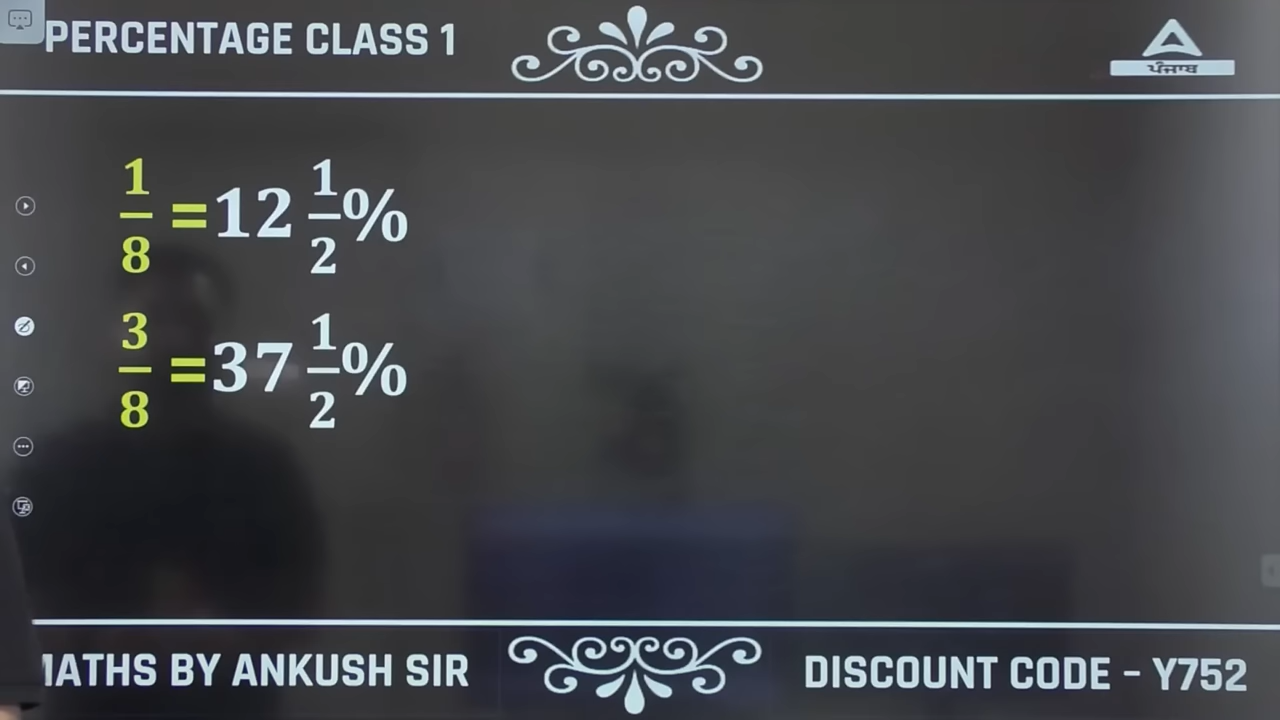 PERCENTAGE CLASS 1
ਪੰਜਾਬ
1/8 = 12 1/2%
3/8 = 37 1/2%
MATHS BY ANKUSH SIR
DISCOUNT CODE - Y752